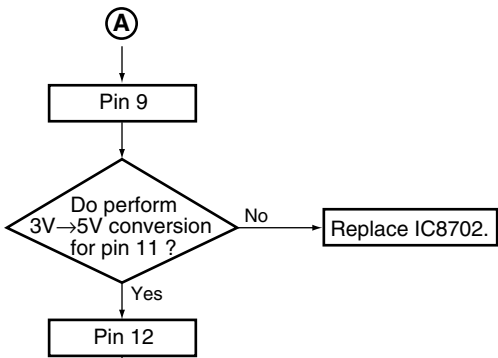 A
Pin 9
Do perform
3V→5V conversion
for pin 11 ?
No
Replace IC8702.
Yes
Pin 12